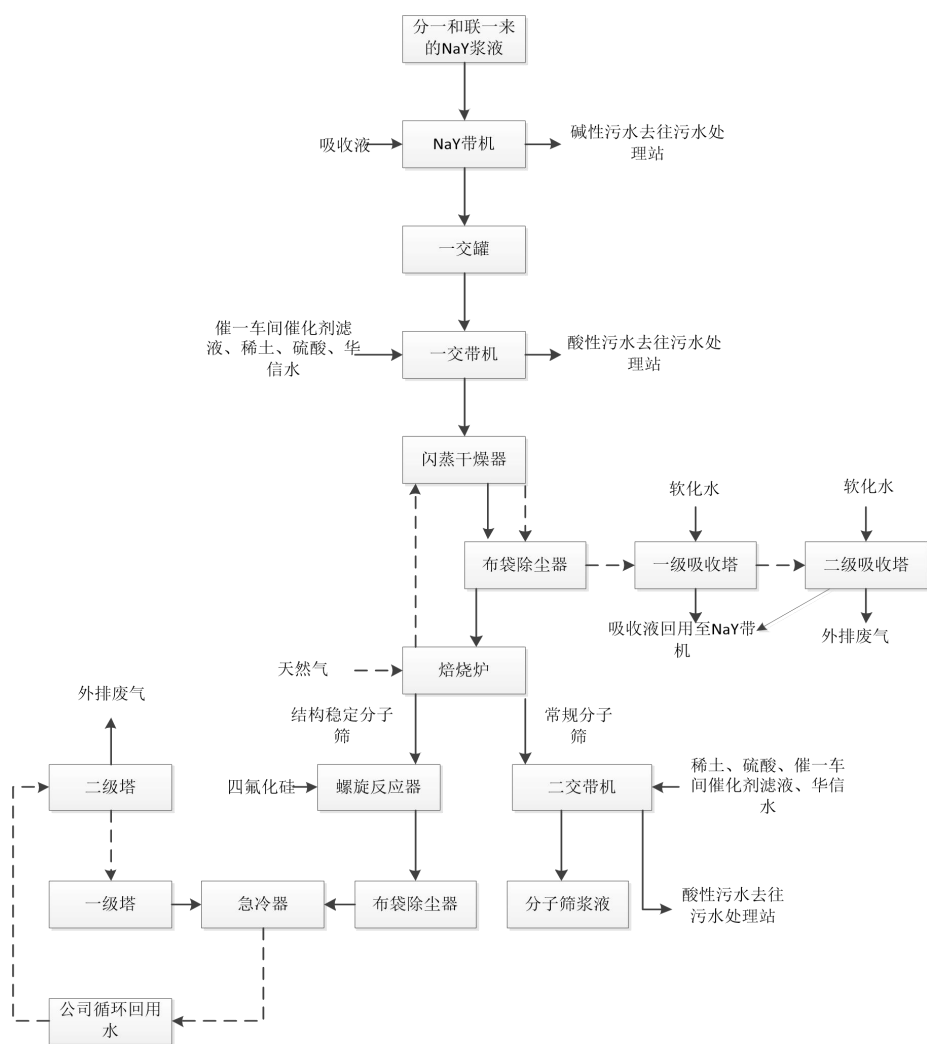 分一和联一来
的NaY浆液
吸收液
NaY带机
碱性污水去往污水处
理站
一交罐
催一车间催化剂滤
液、稀土、硫酸、华
信水
一交带机
酸性污水去往污水处
理站
闪蒸干燥器
软化水
软化水
布袋除尘器
一级吸收塔
二级吸收塔
吸收液回用至NaY带
机
外排废气
天然气
焙烧炉
外排废气
结构稳定分子
筛
常规分子
筛
二级塔
四氟化硅
螺旋反应器
二交带机
稀土、硫酸、催一车
间催化剂滤液、华信
水
一级塔
急冷器
布袋除尘器
分子筛浆液
酸性污水去往
污水处理站
公司循环回用
水